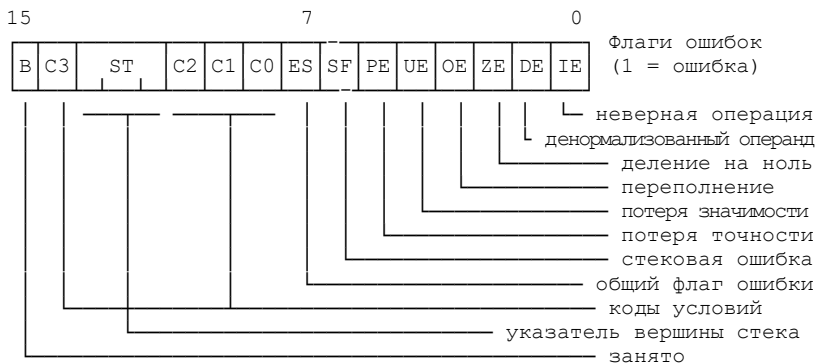 15 7 0
Флаги ошибок
B C3 ST C2 C1 C0 ES SF PE UE OE ZE DE IE (1 = ошибка)
неверная операция
денормализованный операнд
деление на ноль
переполнение
потеря значимости
потеря точности
стековая ошибка
общий флаг ошибки
коды условий
указатель вершины стека
занято